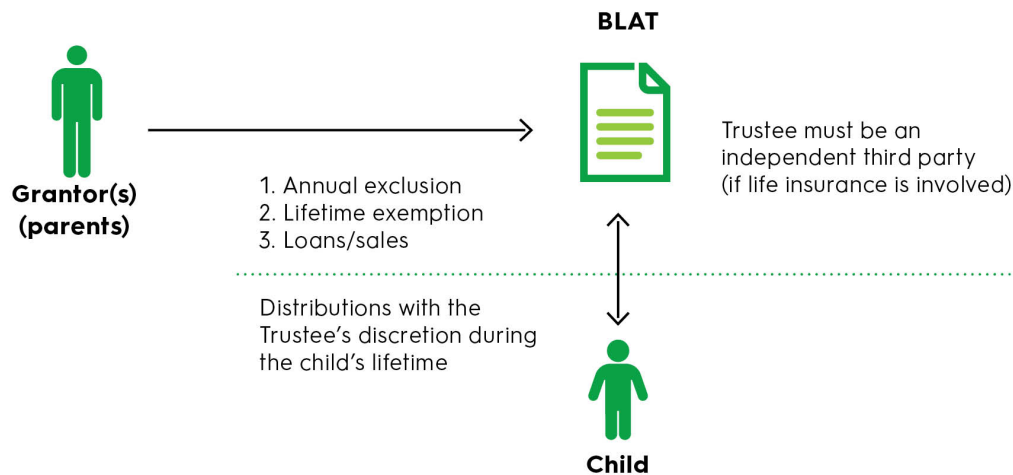 BLAT
Grantor(s)
(parents)
1. Annual exclusion
2. Lifetime exemption
3. Loans/sales
Trustee must be an
independent third party
(if life insurance is involved)
Distributions with the
Trustee's discretion during
the child's lifetime
Child